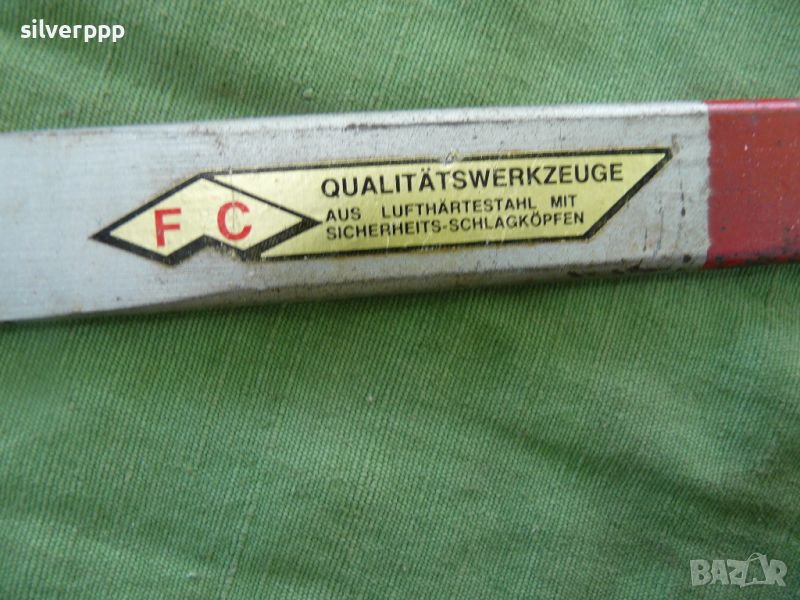 silverppp
F C
QUALITÄTSWERKZEUGE
AUS LUFTHÄRTESTAHL MIT
SICHERHEITS-SCHLAGKÖPFEN
BAZAR